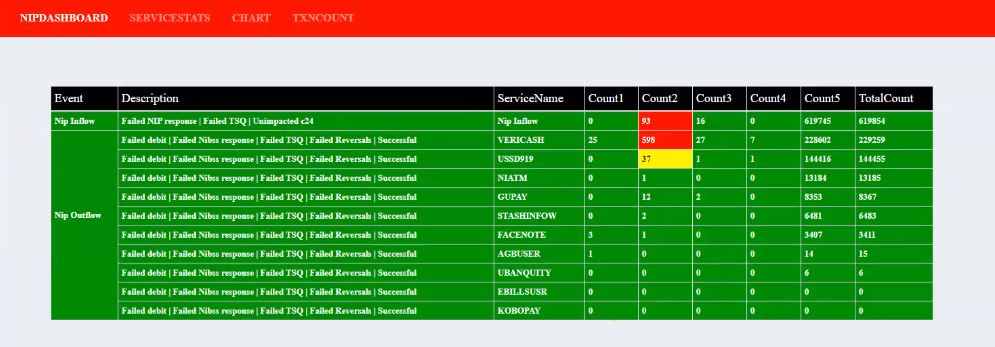 NIPDASHBOARD SERVICESTATS CHART TXNCOUNT
Event Description ServiceName Count1 Count2 Count3 Count4 Count5 TotalCount
Nip Inflow Failed NIP response | Failed TSQ | Unimpacted c24 Nip Inflow 0 93 16 0 619745 619854
Failed debit | Failed Nibss response | Failed TSQ | Failed Reversals | Successful VERICASH 25 598 27 7 228602 229259
Failed debit | Failed Nibss response | Failed TSQ | Failed Reversals | Successful USSD919 0 37 1 1 144416 144455
Failed debit | Failed Nibss response | Failed TSQ | Failed Reversals | Successful NIATM 0 1 0 0 13184 13185
Failed debit | Failed Nibss response | Failed TSQ | Failed Reversals | Successful GUPAY 0 12 2 0 8353 8367
Nip Outflow Failed debit | Failed Nibss response | Failed TSQ | Failed Reversals | Successful STASHINFOW 0 2 0 0 6481 6483
Failed debit | Failed Nibss response | Failed TSQ | Failed Reversals | Successful FACENOTE 3 1 0 0 3407 3411
Failed debit | Failed Nibss response | Failed TSQ | Failed Reversals | Successful AGBUSER 1 0 0 0 14 15
Failed debit | Failed Nibss response | Failed TSQ | Failed Reversals | Successful UBANQUITY 0 0 0 0 6 6
Failed debit | Failed Nibss response | Failed TSQ | Failed Reversals | Successful EBILLSUSR 0 0 0 0 0 0
Failed debit | Failed Nibss response | Failed TSQ | Failed Reversals | Successful KOBOPAY 0 0 0 0 0 0